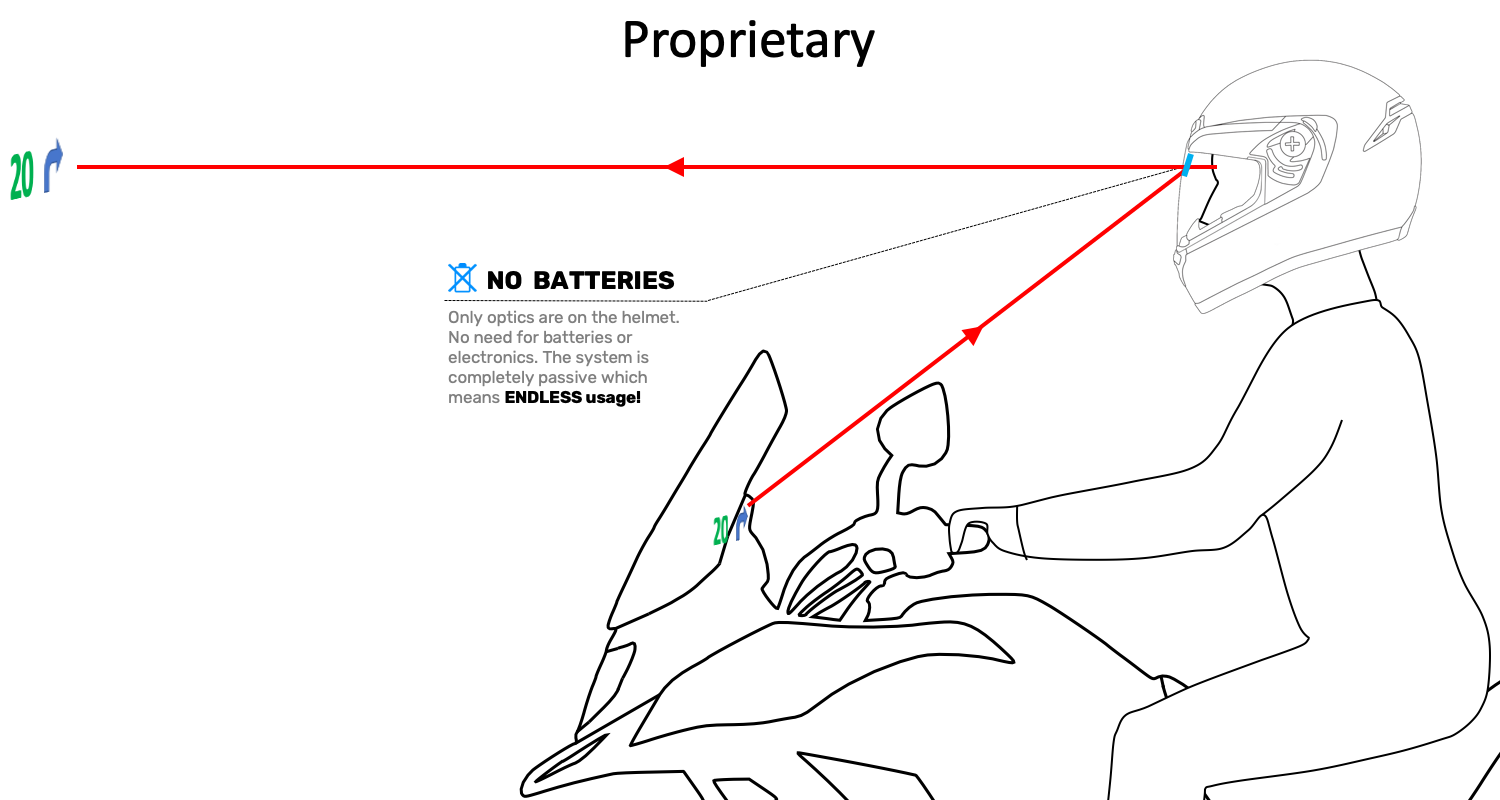 Proprietary
20
NO BATTERIES
Only optics are on the helmet.
No need for batteries or
electronics. The system is
completely passive which
means ENDLESS usage!
20